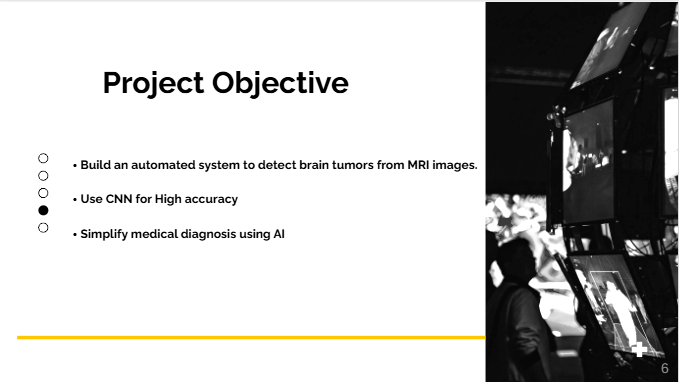 Project Objective
• Build an automated system to detect brain tumors from MRI images.
• Use CNN for High accuracy
• Simplify medical diagnosis using AI
6